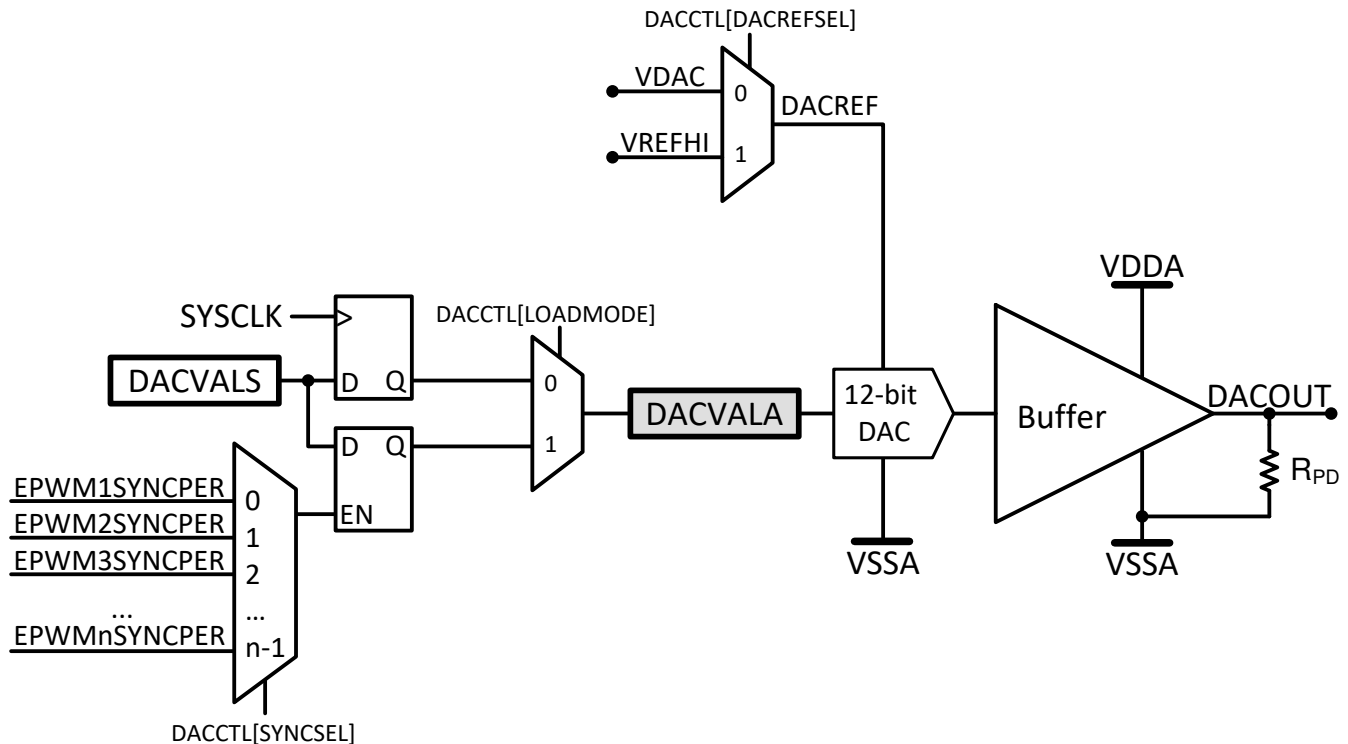 DACCTL[DACREFSEL]
VDAC
0
DACREF
VREFHI
1
VDDA
SYSCLK
>
DACCTL[LOADMODE]
DACVALS
D
Q
0
DACVALA
12-bit
DAC
Buffer
DACOUT
D
Q
1
RPD
EPWM1SYNCPER
0
EN
EPWM2SYNCPER
1
EPWM3SYNCPER
2
VSSA
VSSA
...
...
EPWMnSYNCPER
n-1
DACCTL[SYNCSEL]